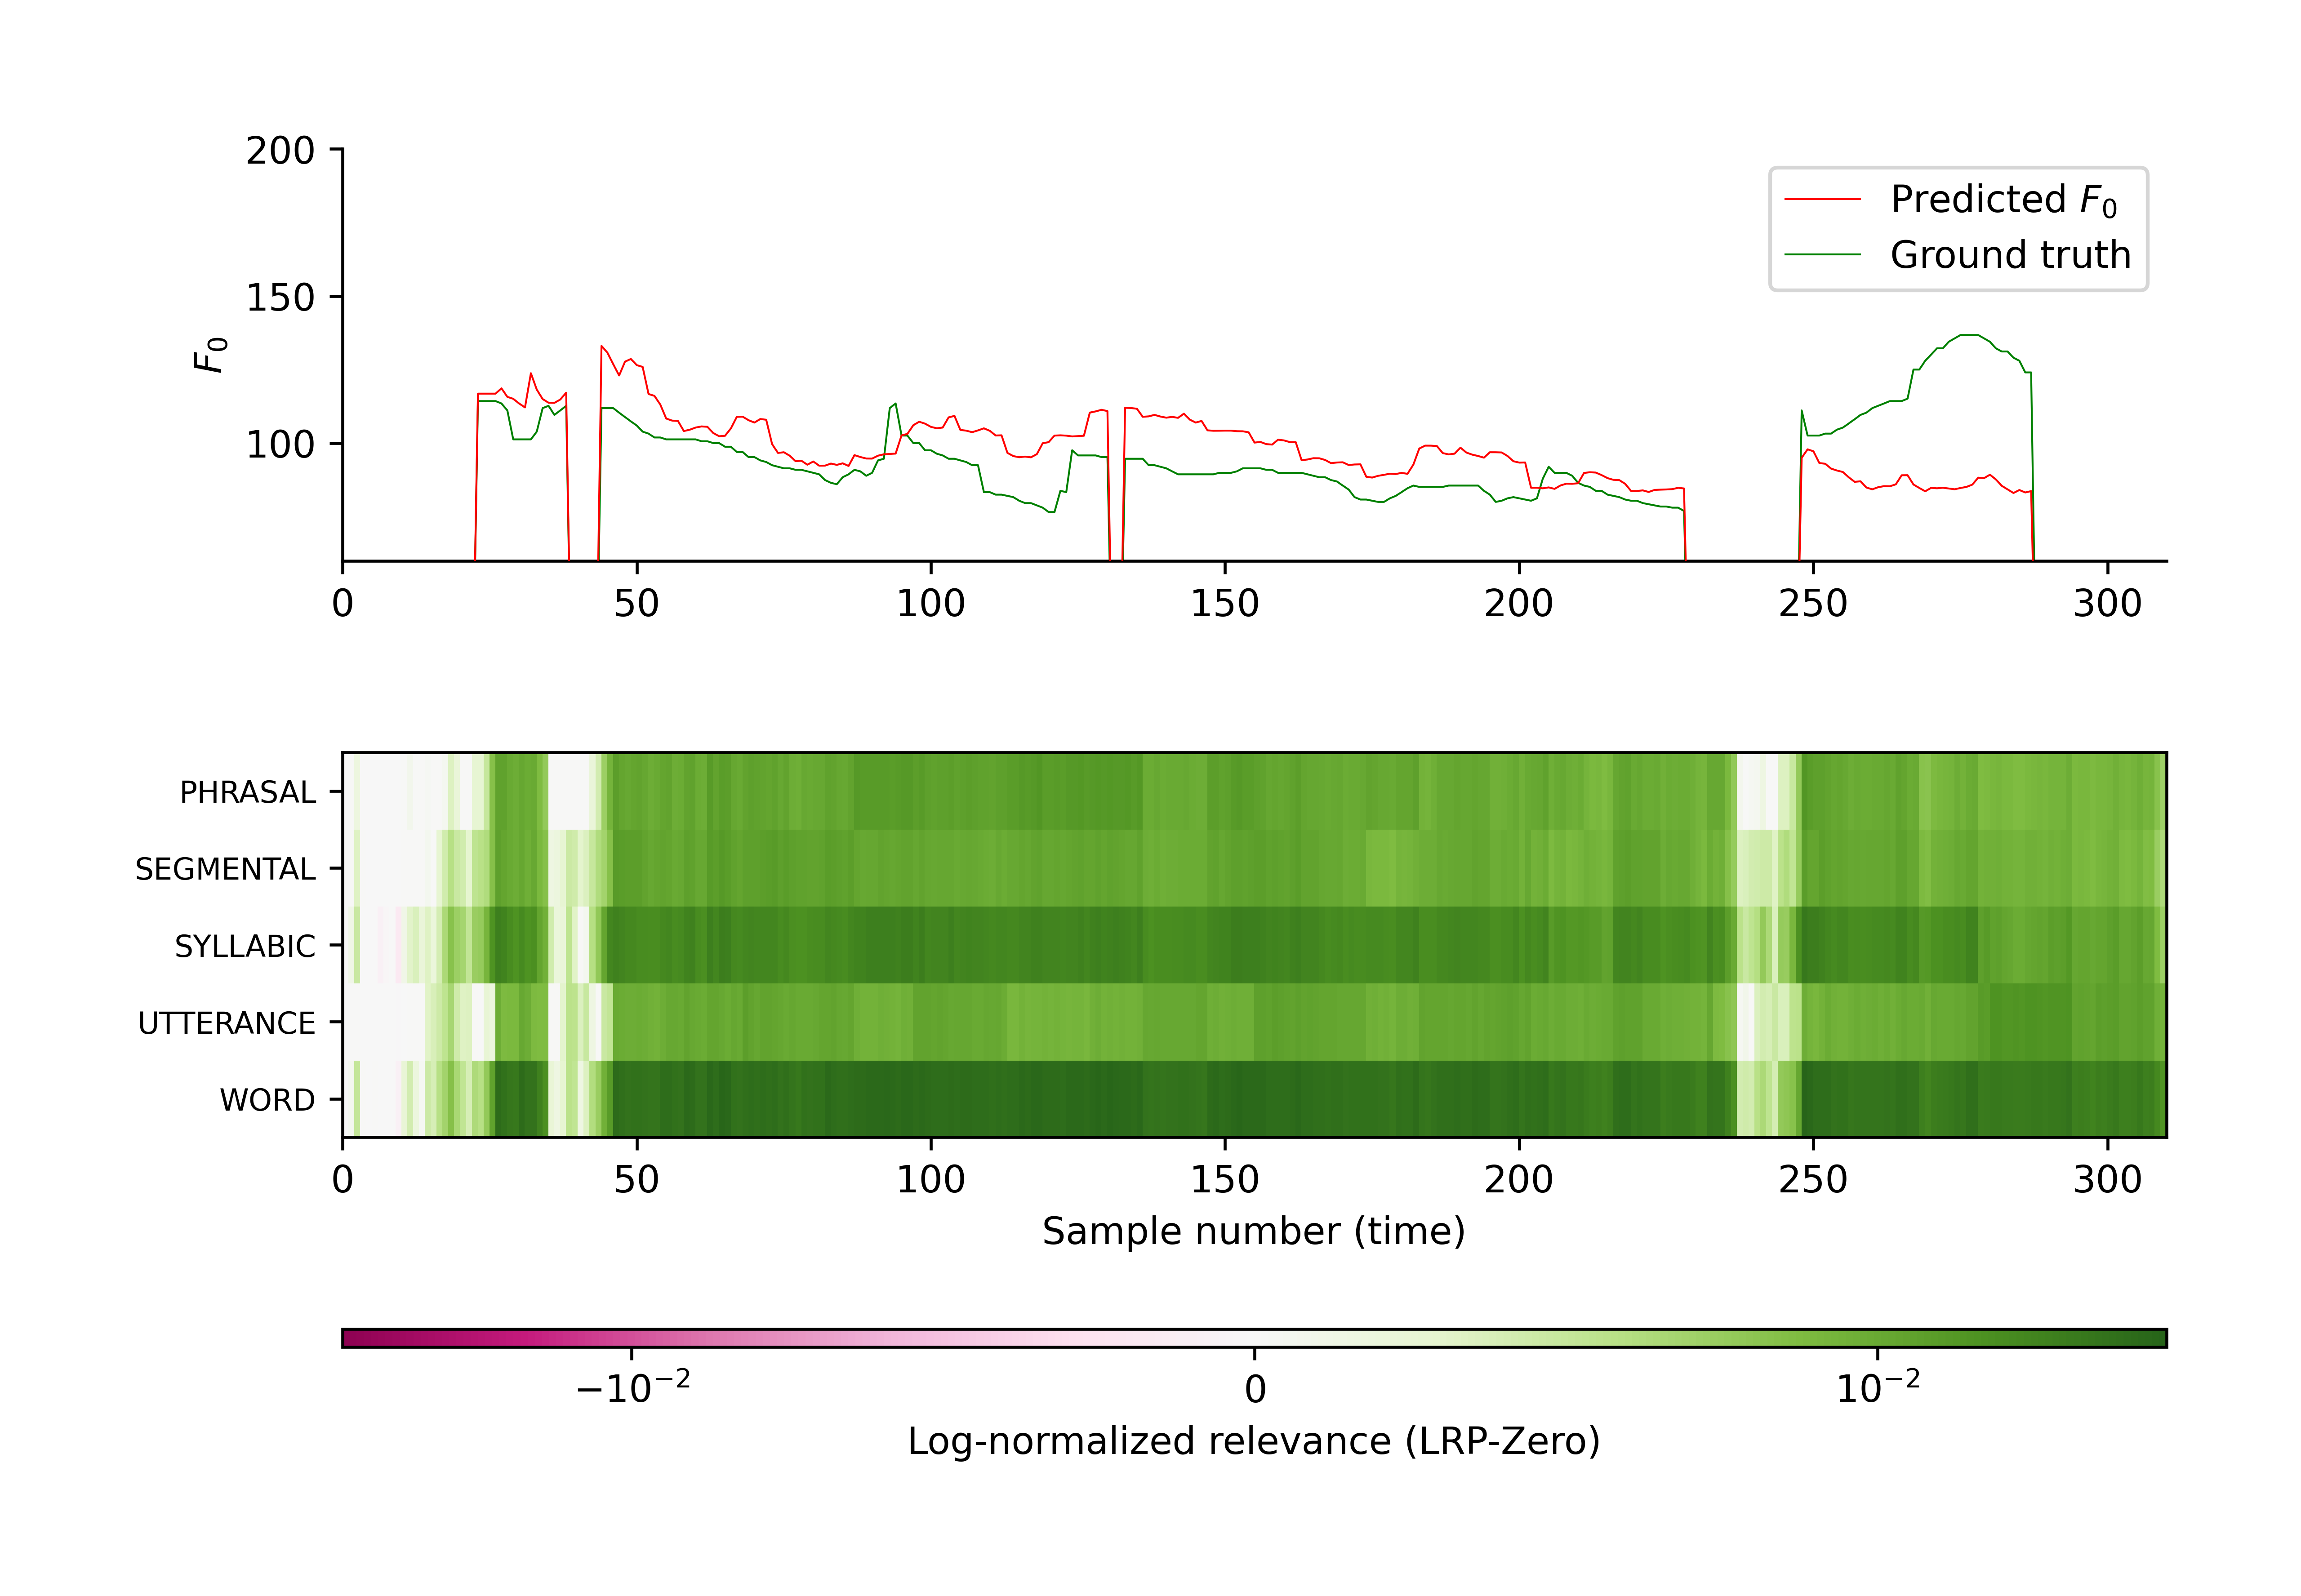 200
150
100
F₀
Predicted F₀
Ground truth
0 50 100 150 200 250 300
PHRASAL
SEGMENTAL
SYLLABIC
UTTERANCE
WORD
0 50 100 150 200 250 300
Sample number (time)
−10⁻² 0 10⁻²
Log-normalized relevance (LRP-Zero)